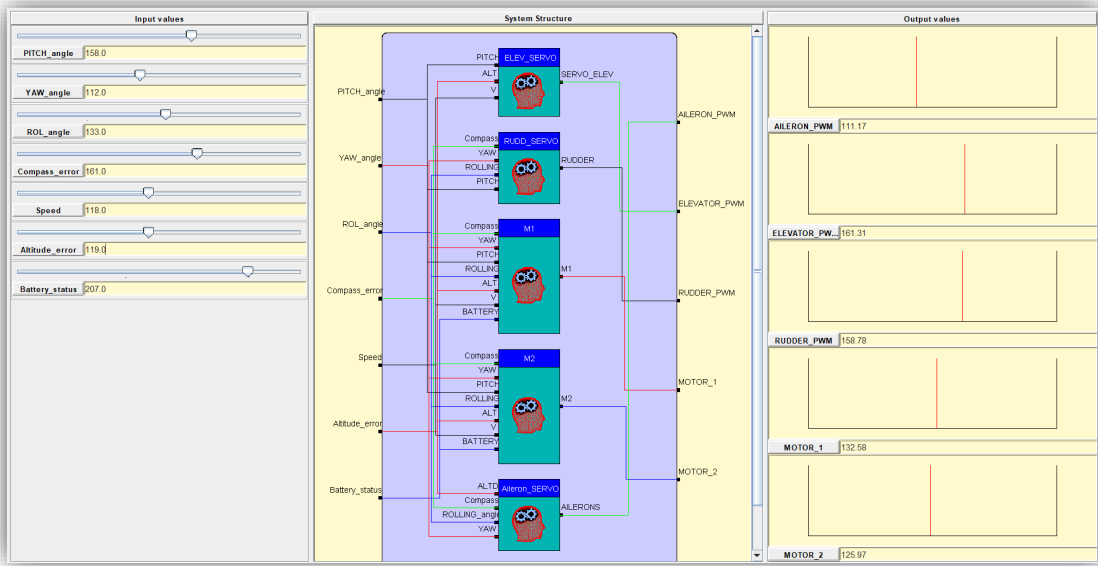 Input values
PITCH_angle 158.0
YAW_angle 112.0
ROL_angle 133.0
Compass_error 161.0
Speed 118.0
Altitude_error 119.0
Battery_status 207.0
System Structure
PITCH_angle
YAW_angle
ROL_angle
Compass_error
Speed
Altitude_error
Battery_status
PITCH
ALT
V
ELEV_SERVO
SERVO_ELEV
Compass
YAW
ROLLING
PITCH
RUDD_SERVO
RUDDER
Compass
YAW
PITCH
ROLLING
ALT
V
BATTERY
M1
M1
Compass
YAW
PITCH
ROLLING
ALT
V
BATTERY
M2
M2
ALTD
Compass
ROLLING_angle
YAW
Aileron_SERVO
AILERONS
AILERON_PWM
ELEVATOR_PWM
RUDDER_PWM
MOTOR_1
MOTOR_2
Output values
AILERON_PWM 111.17
ELEVATOR_PW... 161.31
RUDDER_PWM 158.78
MOTOR_1 132.58
MOTOR_2 125.97